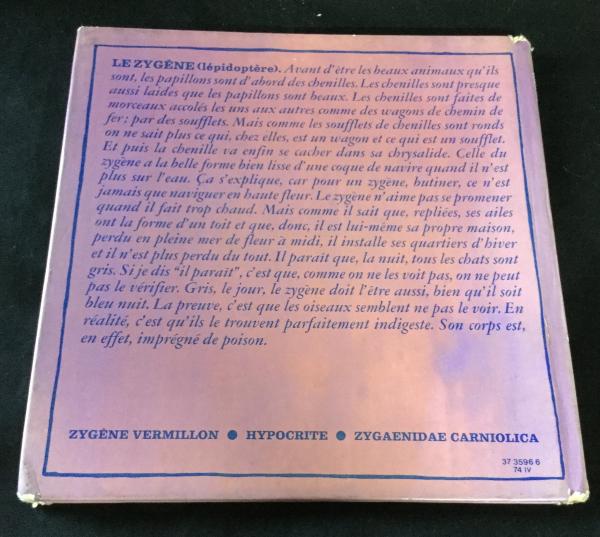 LE ZYGÈNE (lépidoptère). Avant d'être les beaux animaux qu'ils
sont, les papillons sont d'abord des chenilles. Les chenilles sont presque
aussi laides que les papillons sont beaux. Les chenilles sont faites de
morceaux accolés les uns aux autres comme des wagons de chemin de
fer; par des soufflets. Mais comme les soufflets de chenilles sont ronds
on ne sait plus ce qui, chez elles, est un wagon et ce qui est un soufflet.
Et puis la chenille va enfin se cacher dans sa chrysalide. Celle du
zygène a la belle forme bien lisse d'une coque de navire quand il n'est
plus sur l'eau. Ça s'explique, car pour un zygène, butiner, ce n'est
jamais que naviguer en haute fleur. Le zygène n'aime pas se promener
quand il fait trop chaud. Mais comme il sait que, repliées, ses ailes
ont la forme d'un toit et que, donc, il est lui-même sa propre maison,
perdu en pleine mer de fleur à midi, il installe ses quartiers d'hiver
et il n'est plus perdu du tout. Il paraît que, la nuit, tous les chats sont
gris. Si je dis "il paraît", c'est que, comme on ne les voit pas, on ne peut
pas le vérifier. Gris, le jour, le zygène doit l'être aussi, bien qu'il soit
bleu nuit. La preuve, c'est que les oiseaux semblent ne pas le voir. En
réalité, c'est qu'ils le trouvent parfaitement indigeste. Son corps est,
en effet, imprégné de poison.
ZYGÈNE VERMILLON ● HYPOCRITE ● ZYGAENIDAE CARNIOLICA
37 3596 6
74 IV